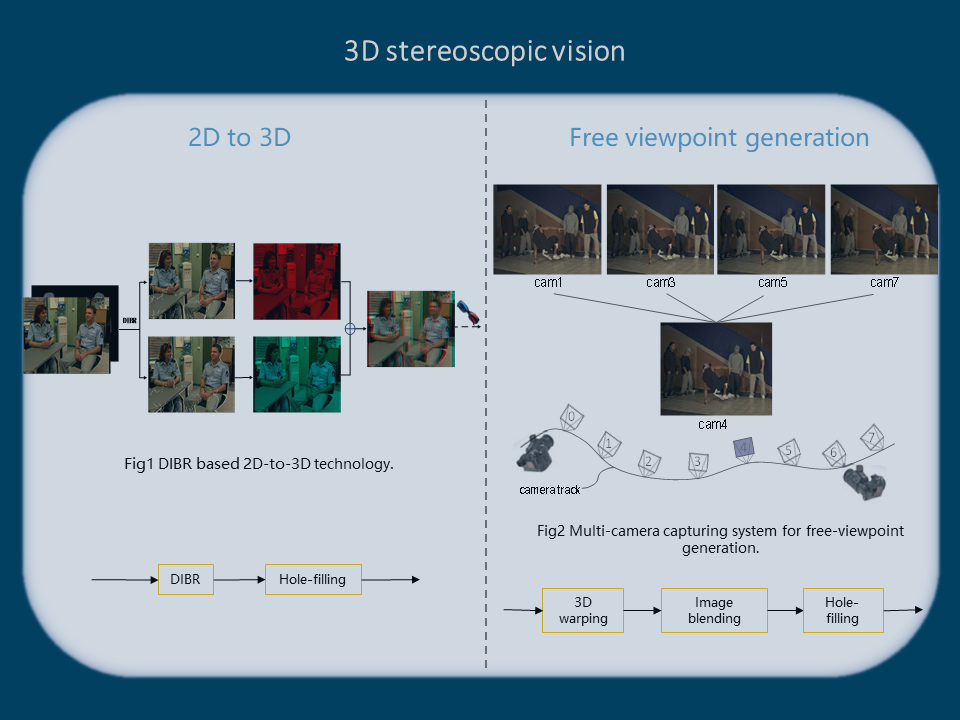 3D stereoscopic vision
2D to 3D
DIBR
Fig1 DIBR based 2D-to-3D technology.
DIBR
Hole-filling
Free viewpoint generation
cam1
cam3
cam5
cam7
cam4
0
1
2
3
4
5
6
7
camera track
Fig2 Multi-camera capturing system for free-viewpoint
generation.
3D
warping
Image
blending
Hole-
filling